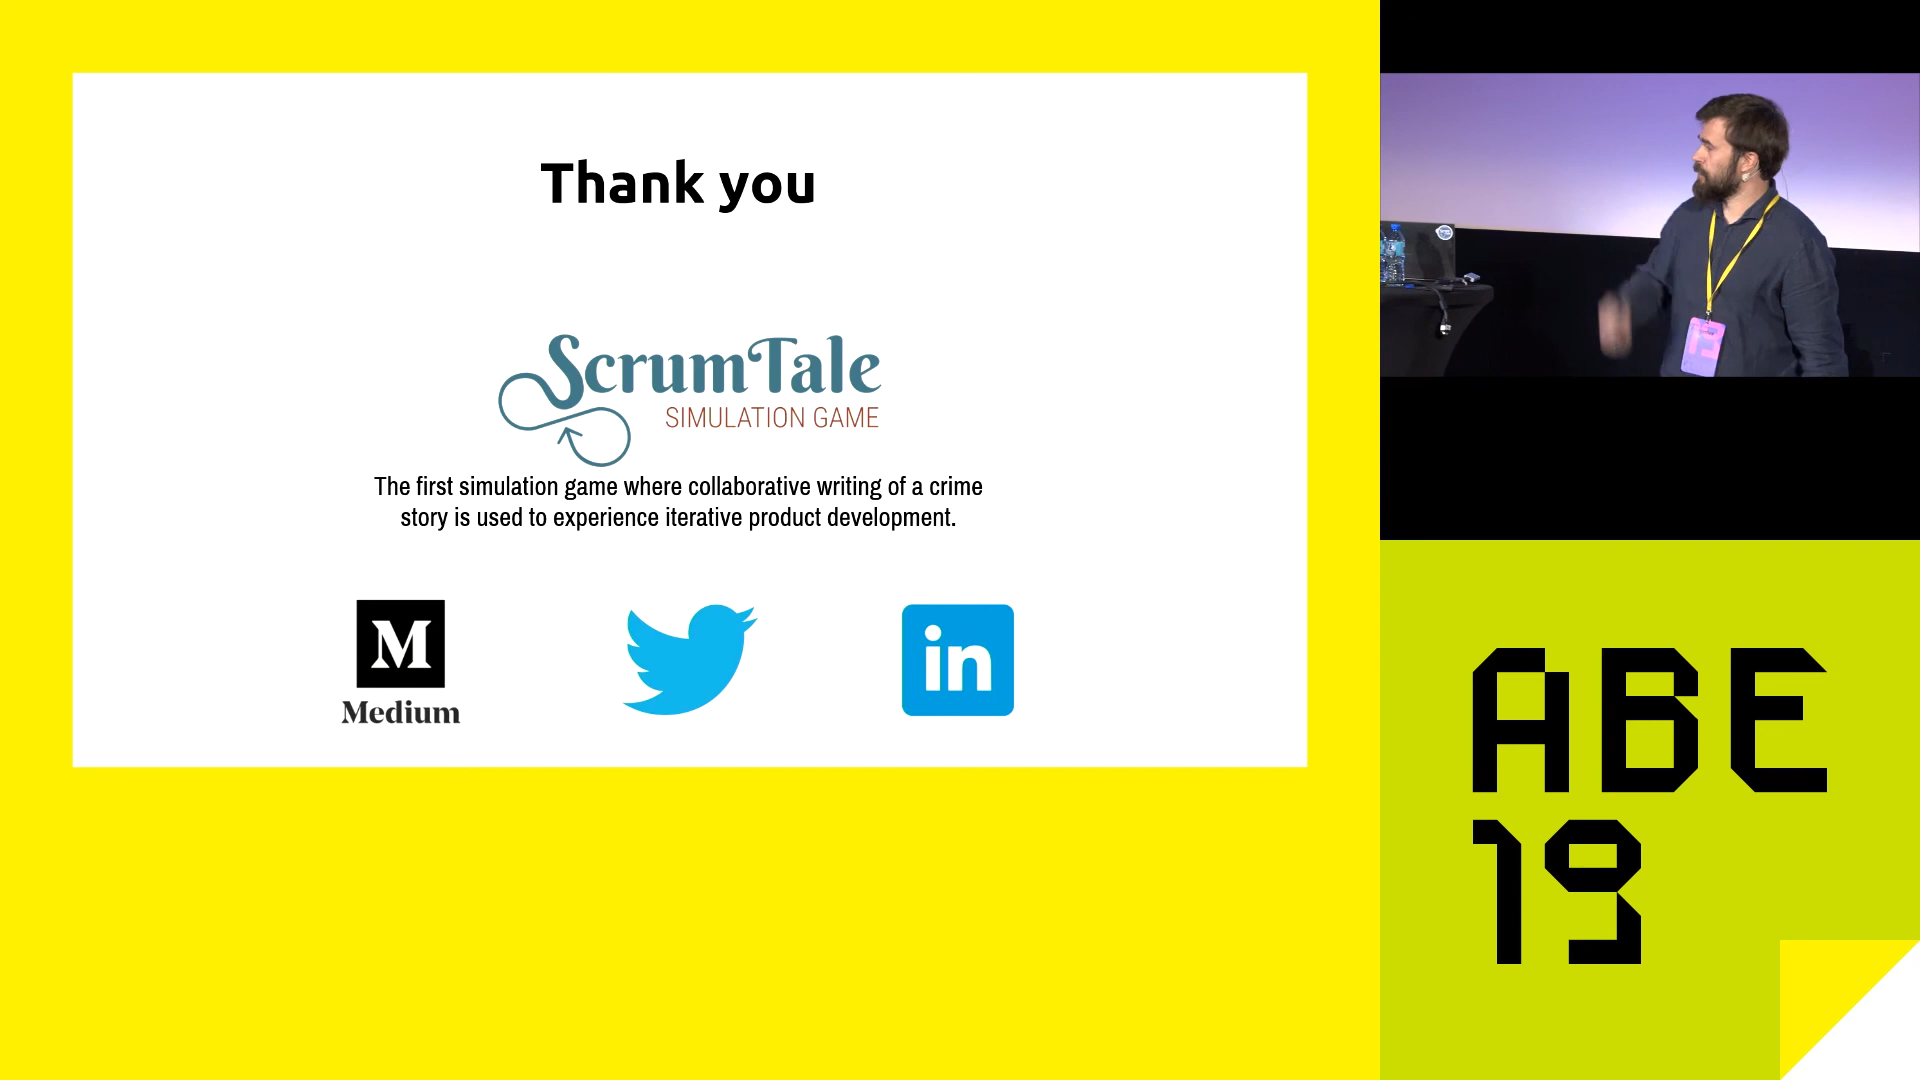 Thank you
ScrumTale
SIMULATION GAME
The first simulation game where collaborative writing of a crime
story is used to experience iterative product development.
M
Medium
in
ABE
19